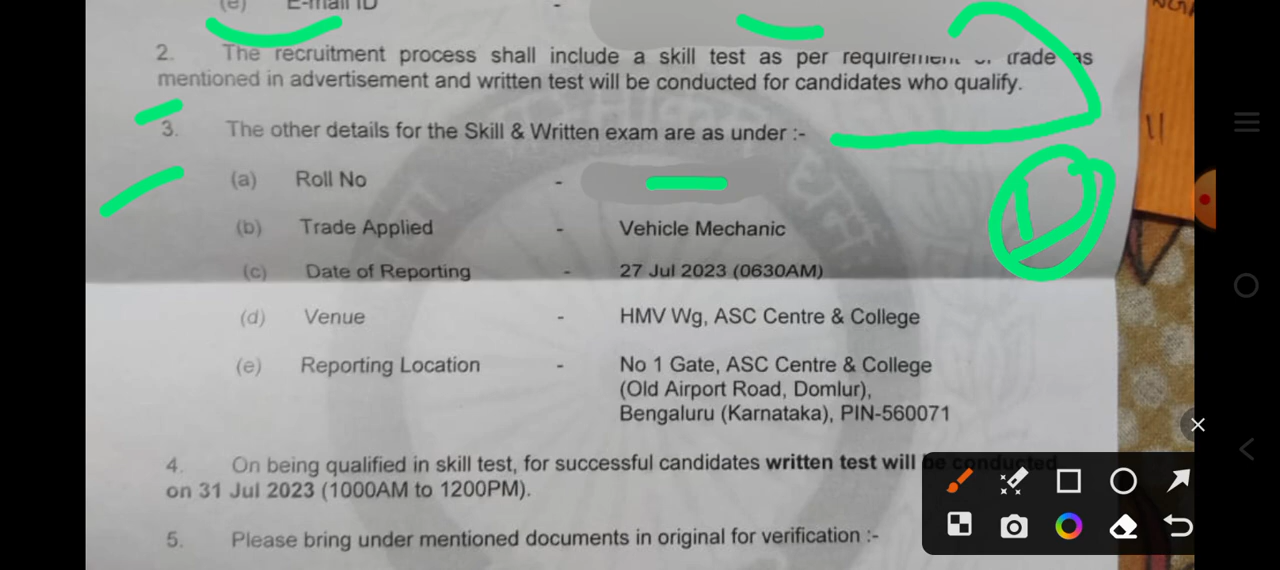 (e) E-mail ID -
2. The recruitment process shall include a skill test as per requirement trade as
mentioned in advertisement and written test will be conducted for candidates who qualify.
3. The other details for the Skill & Written exam are as under :-
(a) Roll No -
(b) Trade Applied - Vehicle Mechanic
(c) Date of Reporting - 27 Jul 2023 (0630AM)
(d) Venue - HMV Wg, ASC Centre & College
(e) Reporting Location - No 1 Gate, ASC Centre & College
(Old Airport Road, Domlur),
Bengaluru (Karnataka), PIN-560071
4. On being qualified in skill test, for successful candidates written test will be conducted
on 31 Jul 2023 (1000AM to 1200PM).
5. Please bring under mentioned documents in original for verification :-